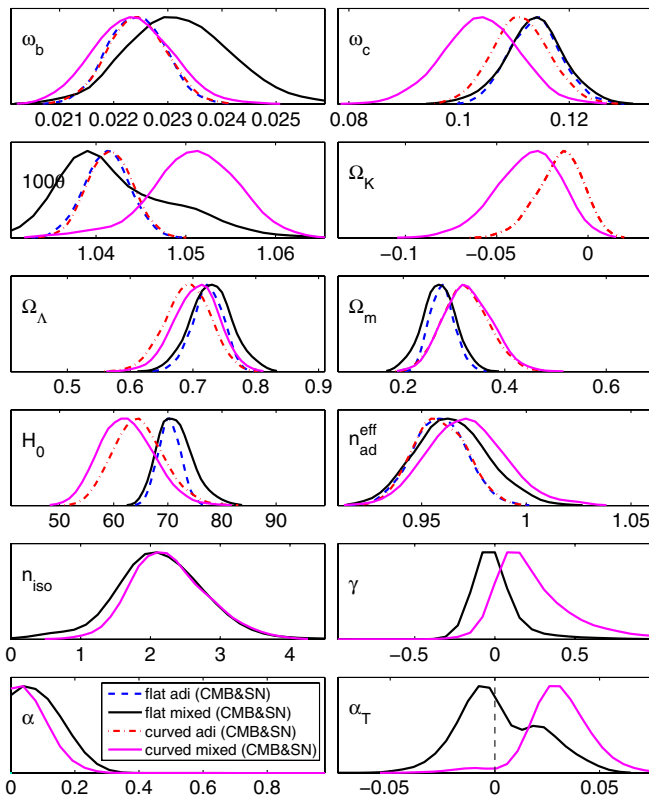 ω_b
ω_c
0.021 0.022 0.023 0.024 0.025
0.08 0.1 0.12
100θ
Ω_K
1.04 1.05 1.06
−0.1 −0.05 0
Ω_Λ
Ω_m
0.5 0.6 0.7 0.8 0.9
0.2 0.4 0.6
H_0
n_ad^eff
50 60 70 80 90
0.95 1 1.05
n_iso
γ
0 1 2 3 4
−0.5 0 0.5
α
flat adi (CMB&SN)
flat mixed (CMB&SN)
curved adi (CMB&SN)
curved mixed (CMB&SN)
α_T
0 0.2 0.4 0.6 0.8
−0.05 0 0.05